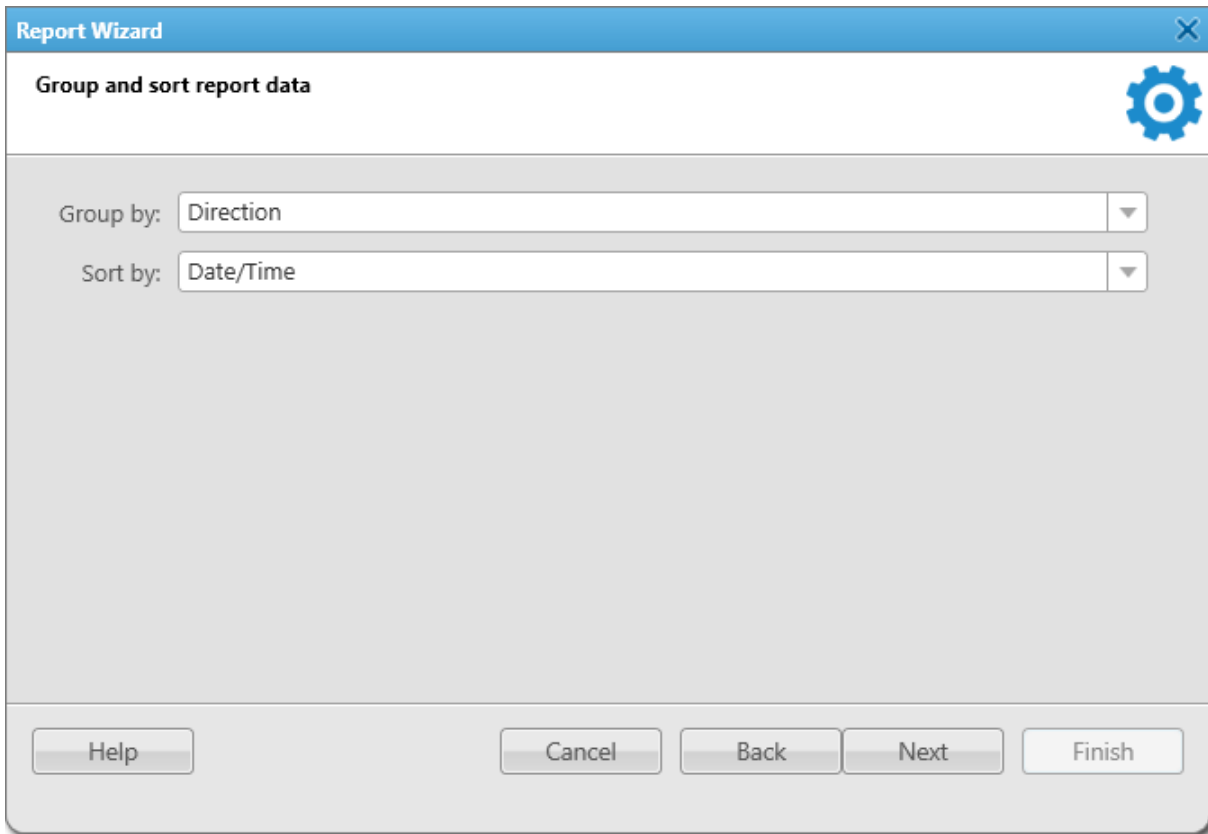 Report Wizard
Group and sort report data
Group by: Direction
Sort by: Date/Time
Help Cancel Back Next Finish